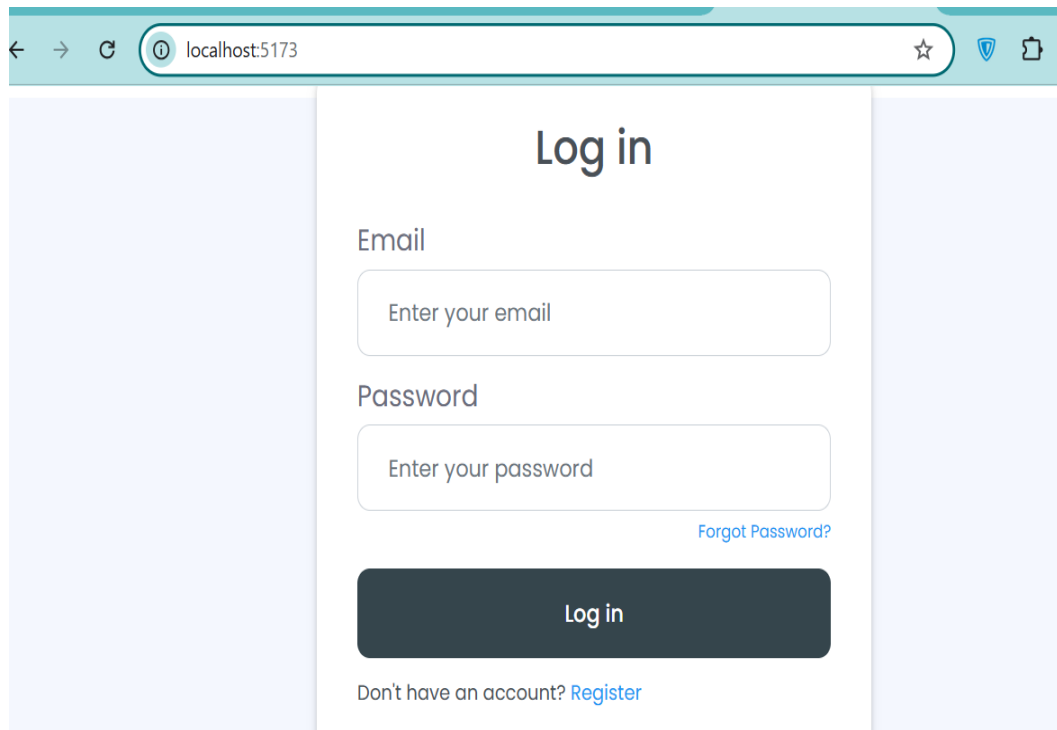 localhost:5173
Log in
Email
Enter your email
Password
Enter your password
Forgot Password?
Log in
Don't have an account? Register